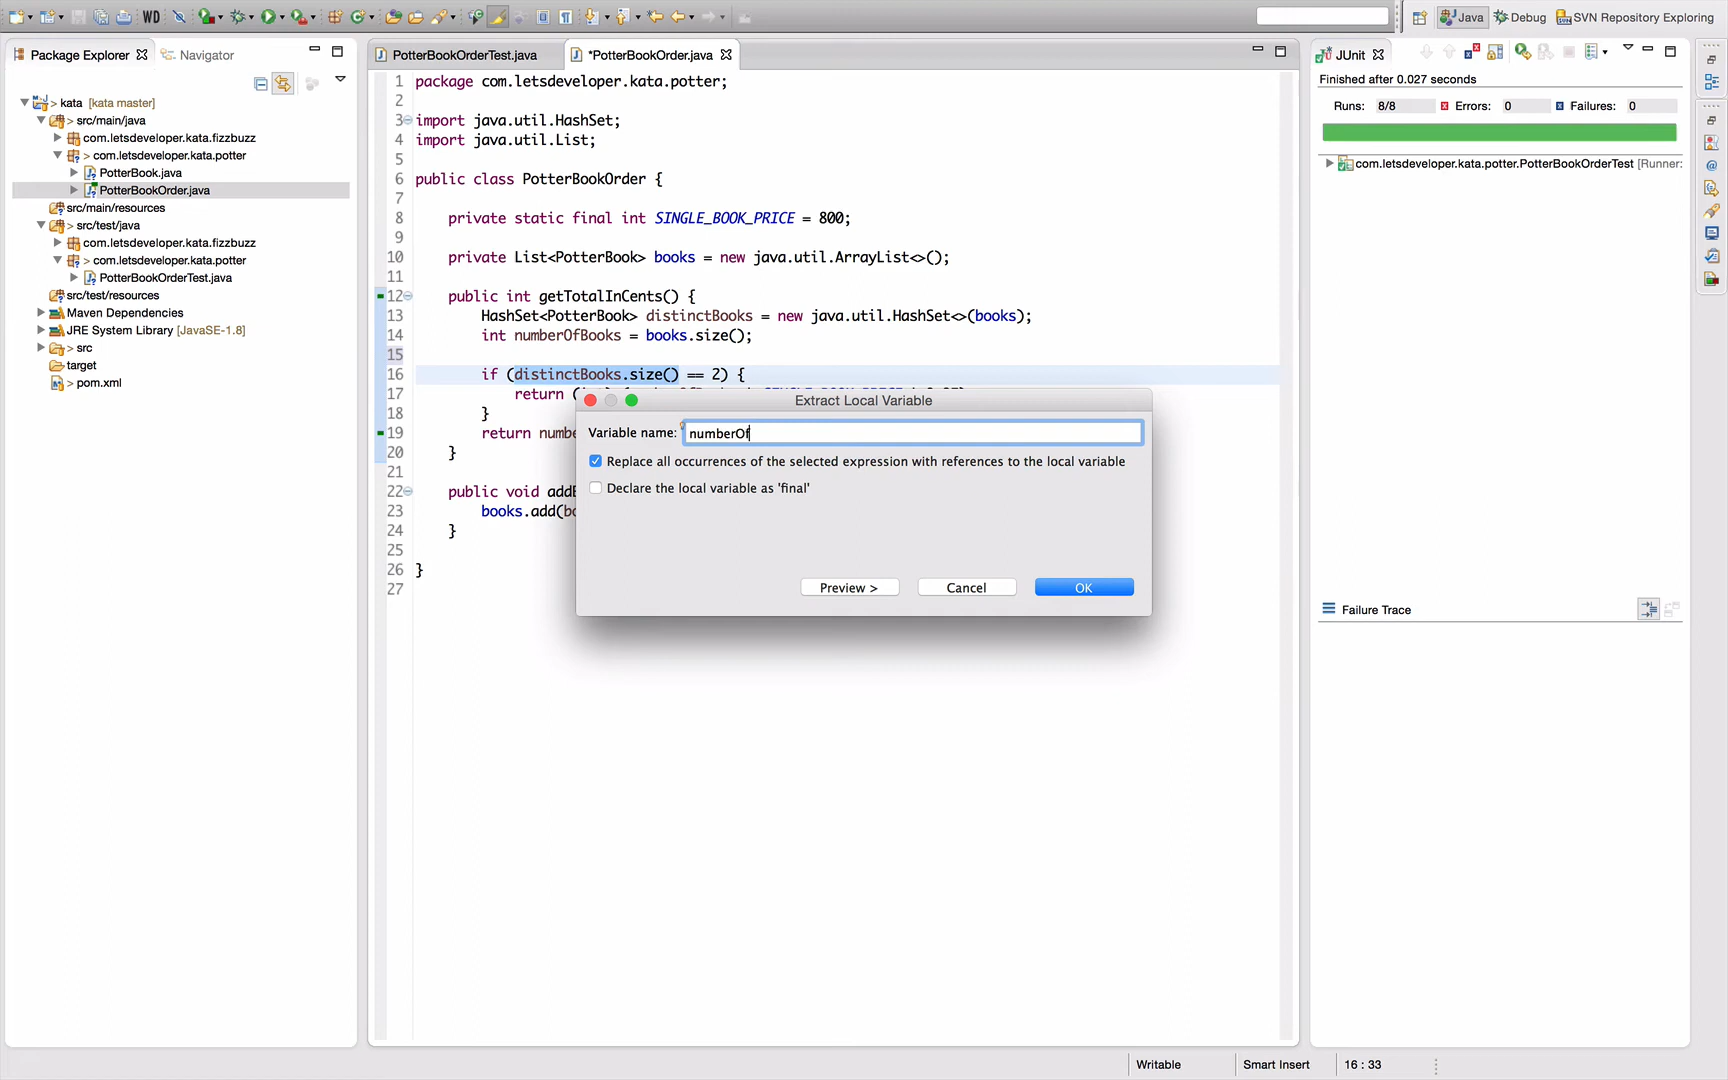 WD
Java
Debug
SVN Repository Exploring
Package Explorer
Navigator
> kata [kata master]
> src/main/java
com.letsdeveloper.kata.fizzbuzz
> com.letsdeveloper.kata.potter
PotterBook.java
PotterBookOrder.java
src/main/resources
> src/test/java
com.letsdeveloper.kata.fizzbuzz
> com.letsdeveloper.kata.potter
PotterBookOrderTest.java
src/test/resources
Maven Dependencies
JRE System Library [JavaSE-1.8]
> src
target
> pom.xml
PotterBookOrderTest.java
*PotterBookOrder.java
1 package com.letsdeveloper.kata.potter;
2
3 import java.util.HashSet;
4 import java.util.List;
5
6 public class PotterBookOrder {
7
8 private static final int SINGLE_BOOK_PRICE = 800;
9
10 private List<PotterBook> books = new java.util.ArrayList<>();
11
12 public int getTotalInCents() {
13 HashSet<PotterBook> distinctBooks = new java.util.HashSet<>(books);
14 int numberOfBooks = books.size();
15
16 if (distinctBooks.size() == 2) {
17 return (
18 }
19 return numb
20 }
21
22 public void add
23 books.add(b
24 }
25
26 }
27
Extract Local Variable
Variable name: numberOf
Replace all occurrences of the selected expression with references to the local variable
Declare the local variable as 'final'
Preview >
Cancel
OK
JUnit
Finished after 0.027 seconds
Runs: 8/8
Errors: 0
Failures: 0
com.letsdeveloper.kata.potter.PotterBookOrderTest [Runner:
Failure Trace
Writable
Smart Insert
16 : 33